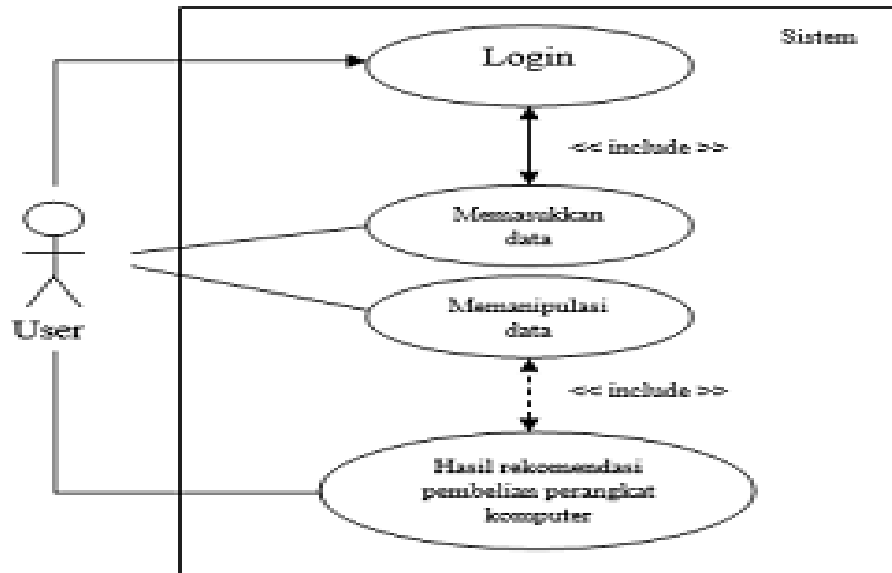 Sistem
Login
<< include >>
Memasukkan
data
Memanipulasi
data
User
<< include >>
Hasil rekomendasi
pembelian perangkat
komputer